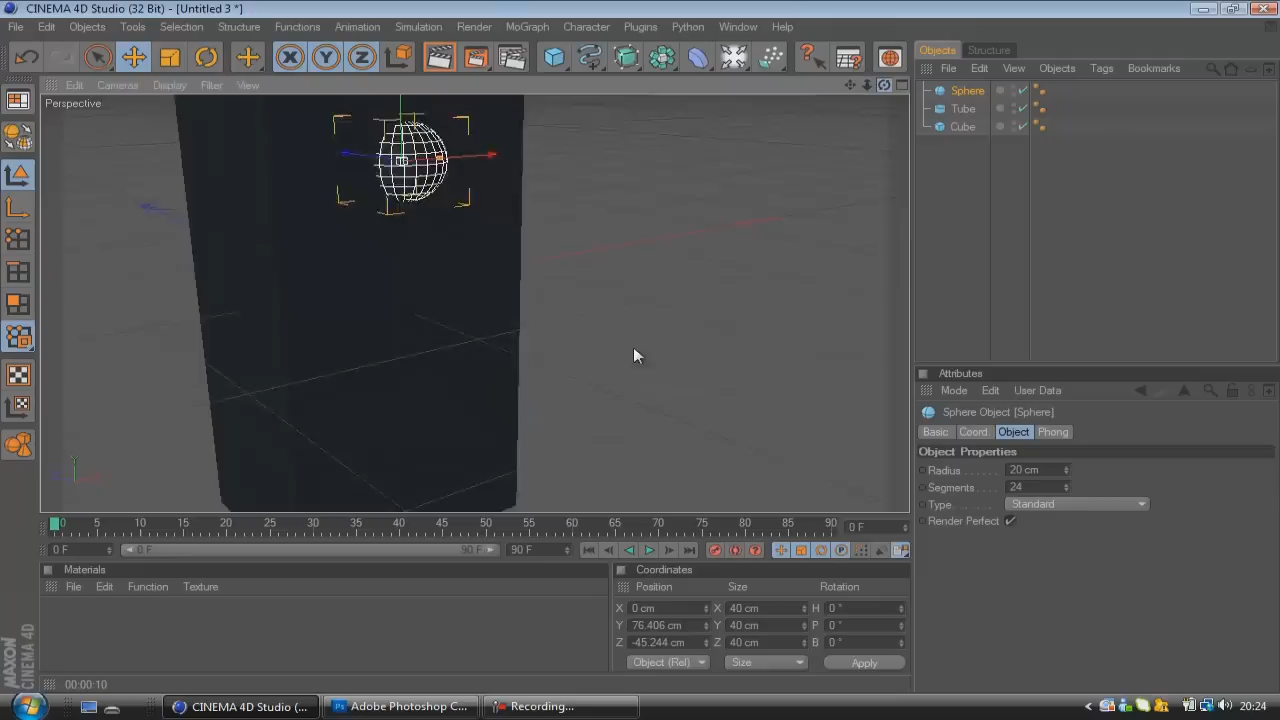 CINEMA 4D Studio (32 Bit) - [Untitled 3 *]
File Edit Objects Tools Selection Functions Animation Simulation Render MoGraph Character Plugins Python Window Help
Objects Structure
File Edit View Objects Tags Bookmarks
Edit Cameras Display Filter View
Perspective
Sphere
Tube
Cube
Y
Attributes
Mode Edit User Data
Sphere Object [Sphere]
Basic Coord. Object Phong
Object Properties
Radius 20 cm
Segments 24
Type Standard
Render Perfect
0 5 10 15 20 25 30 35 40 45 50 55 60 65 70 75 80 85 90 0 F
0 F 0 F 90 F 90 F
Materials
File Edit Function Texture
Coordinates
Position Size Rotation
X 0 cm X 40 cm H 0 °
Y 76.406 cm Y 40 cm P 0 °
Z -45.244 cm Z 40 cm B 0 °
Object (Rel) Size Apply
MAXON CINEMA 4D
00:00:10
CINEMA 4D Studio (... Adobe Photoshop C... Recording... 20:24